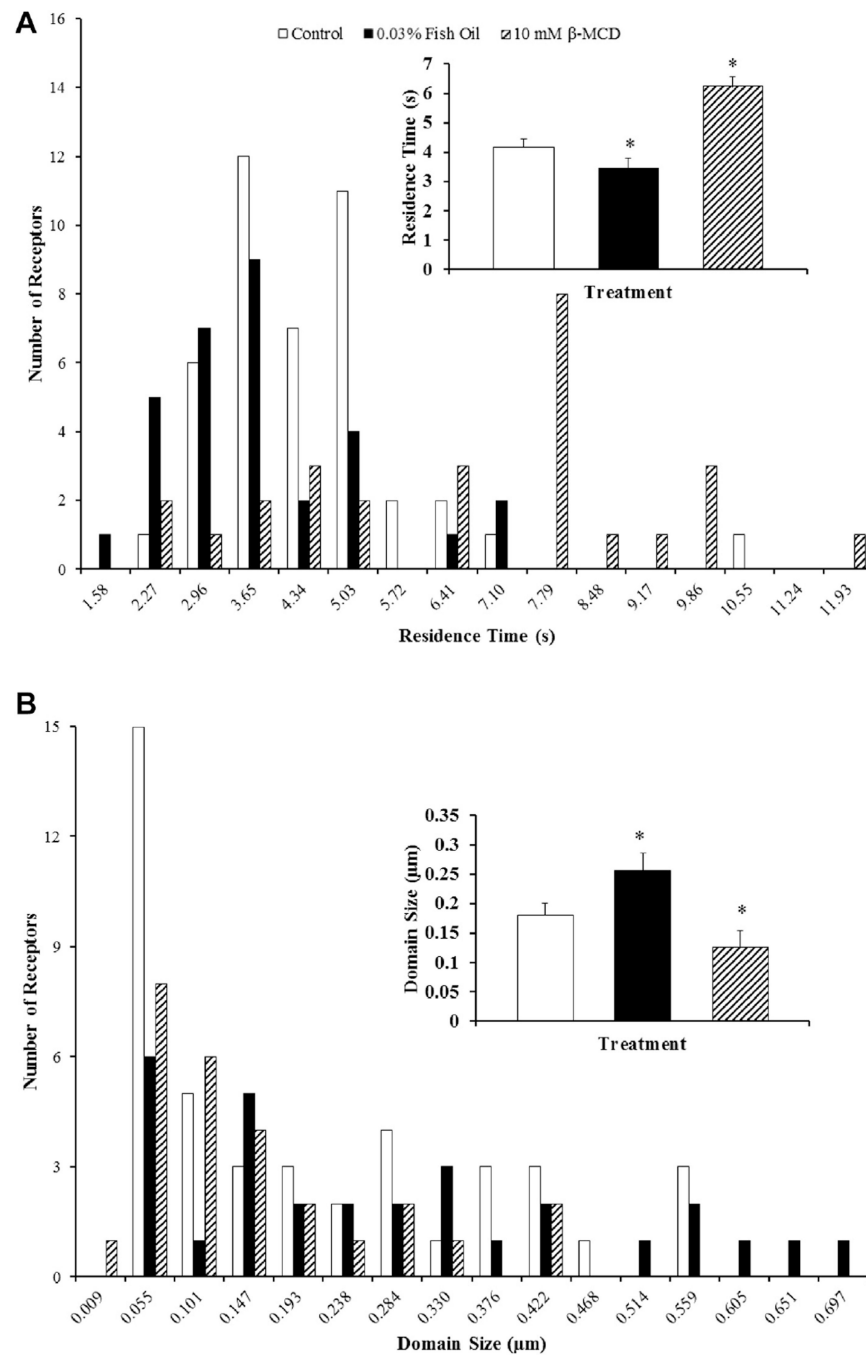 A
Control 0.03% Fish Oil 10 mM β-MCD
16
14
12
10
8
6
4
2
0
Number of Receptors
1.58 2.27 2.96 3.65 4.34 5.03 5.72 6.41 7.10 7.79 8.48 9.17 9.86 10.55 11.24 11.93
Residence Time (s)
7
6
5
4
3
2
1
0
Residence Time (s)
* *
Treatment
B
15
12
9
6
3
0
Number of Receptors
0.009 0.055 0.101 0.147 0.193 0.238 0.284 0.330 0.376 0.422 0.468 0.514 0.559 0.605 0.651 0.697
Domain Size (µm)
0.35
0.3
0.25
0.2
0.15
0.1
0.05
0
Domain Size (µm)
* *
Treatment